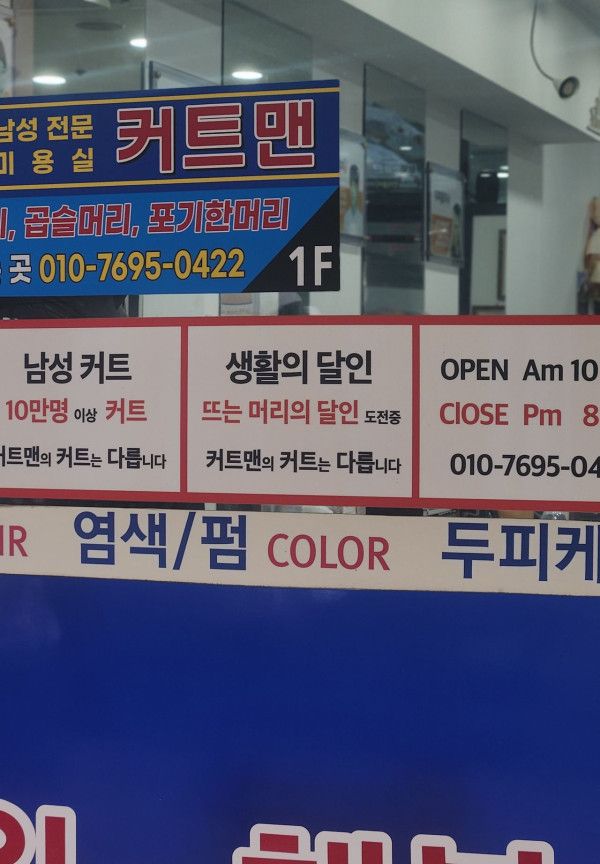 남성 전문
미용실
커트맨
곱슬머리, 포기한머리
곳 010-7695-0422
1F
남성 커트
10만명 이상 커트
커트맨의 커트는 다릅니다
생활의 달인
뜨는 머리의 달인 도전중
커트맨의 커트는 다릅니다
OPEN Am 10
ClOSE Pm 8
010-7695-04
염색/펌 COLOR 두피케